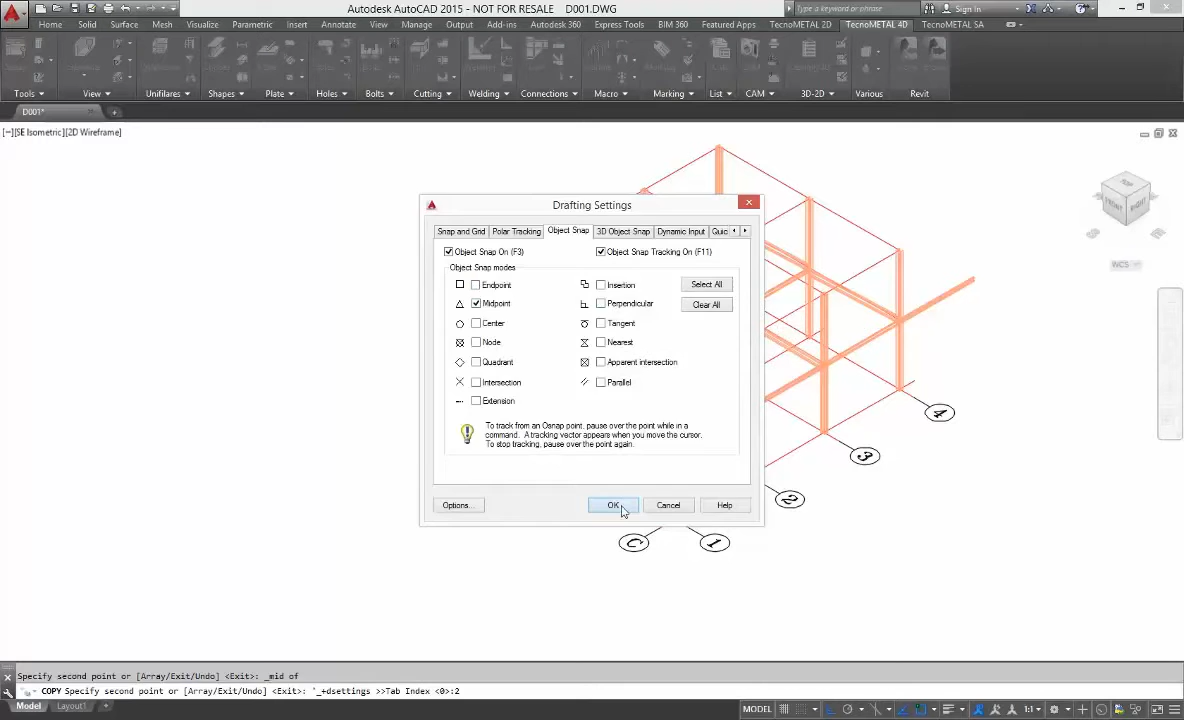 Autodesk AutoCAD 2015 - NOT FOR RESALE    D001.DWG
Type a keyword or phrase
Sign In
Home Solid Surface Mesh Visualize Parametric Insert Annotate View Manage Output Add-ins Autodesk 360 Express Tools BIM 360 Featured Apps TecnoMETAL 2D TecnoMETAL 4D TecnoMETAL SA
Tools View Unifilares Shapes Plate Holes Bolts Cutting Welding Connections Macro Marking List CAM 3D-2D Various Revit
D001*
[−][SE Isometric][2D Wireframe]
TOP
FRONT RIGHT
WCS
Drafting Settings
Snap and Grid Polar Tracking Object Snap 3D Object Snap Dynamic Input Quic
Object Snap On (F3) Object Snap Tracking On (F11)
Object Snap modes
Endpoint Insertion Select All
Midpoint Perpendicular Clear All
Center Tangent
Node Nearest
Quadrant Apparent intersection
Intersection Parallel
Extension
To track from an Osnap point, pause over the point while in a
command. A tracking vector appears when you move the cursor.
To stop tracking, pause over the point again.
Options... OK Cancel Help
4
3
2
C 1
Specify second point or [Array/Exit/Undo] <Exit>: _mid of
COPY Specify second point or [Array/Exit/Undo] <Exit>: '_+dsettings >>Tab Index <0>:2
Model Layout1 +
MODEL 1:1